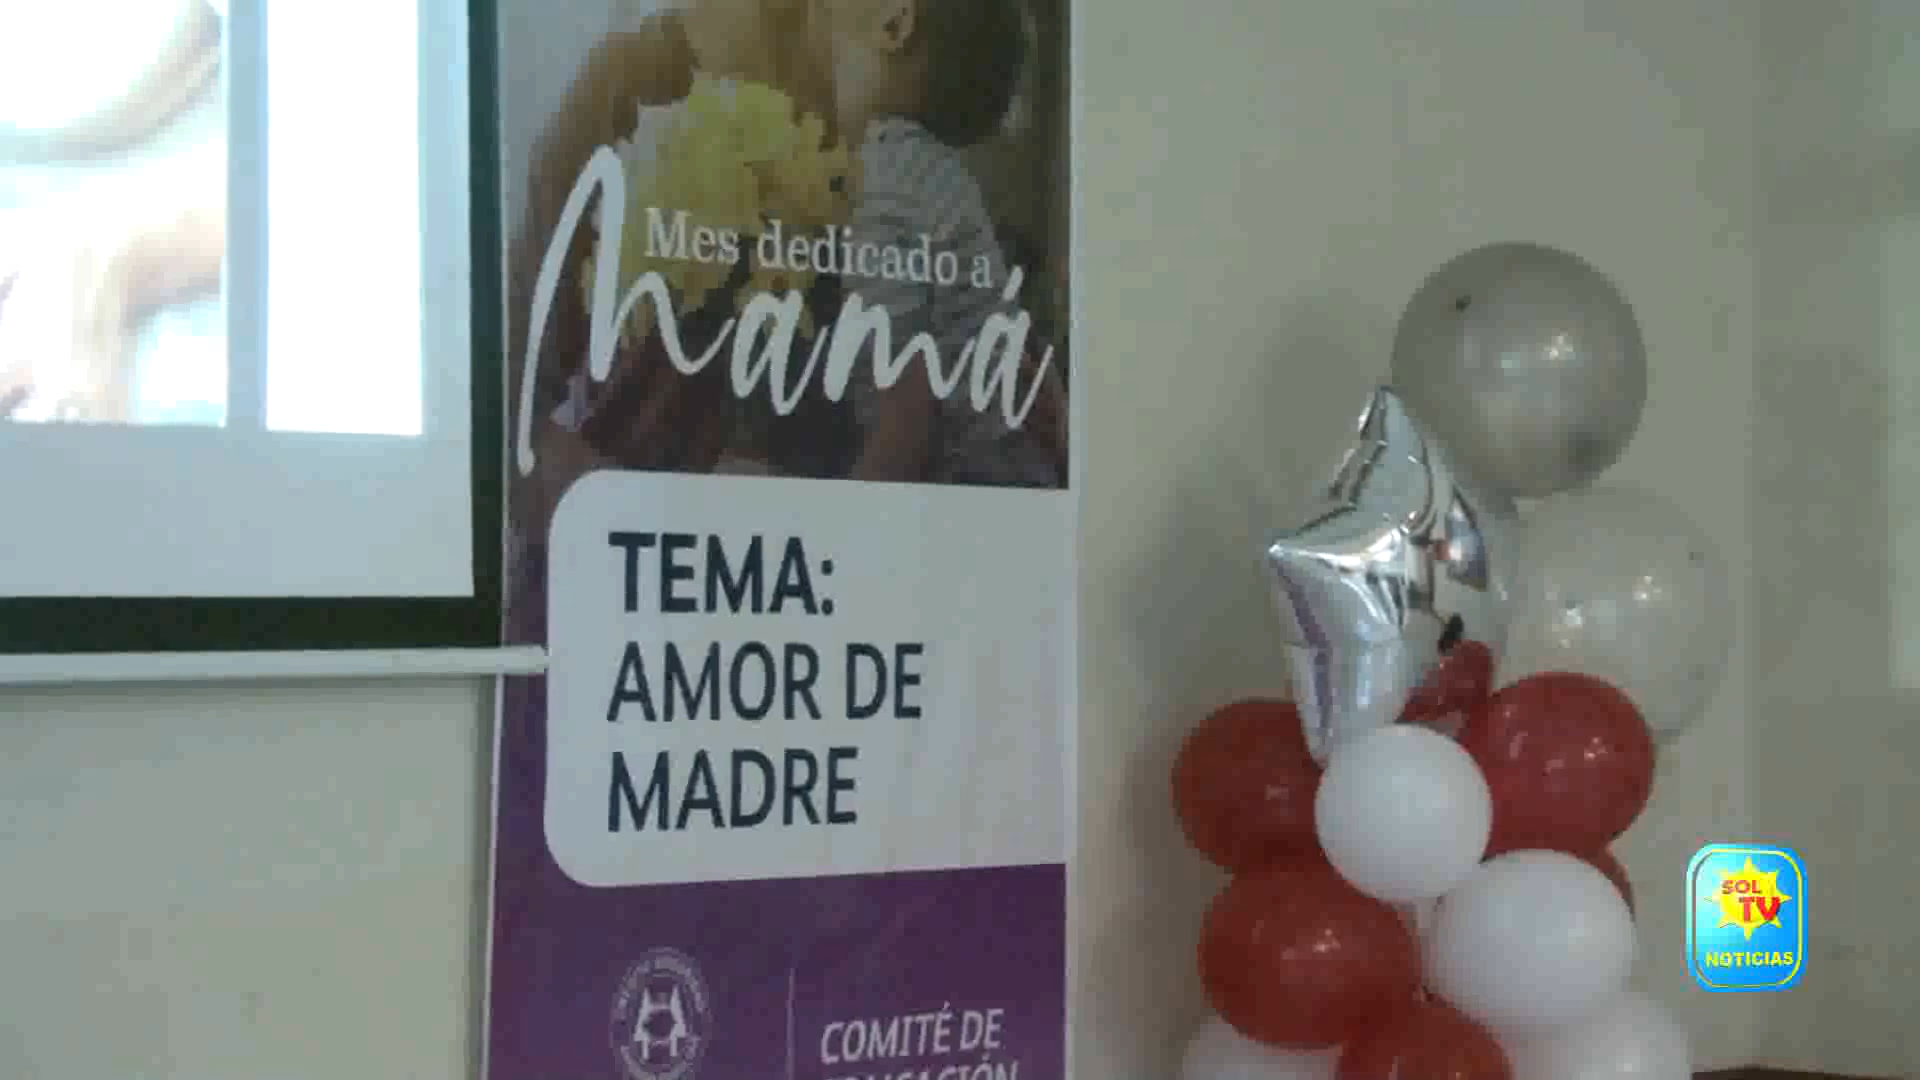 Mes dedicado a
Mamá
TEMA:
AMOR DE
MADRE
COMITÉ DE
SOL
TV
NOTICIAS